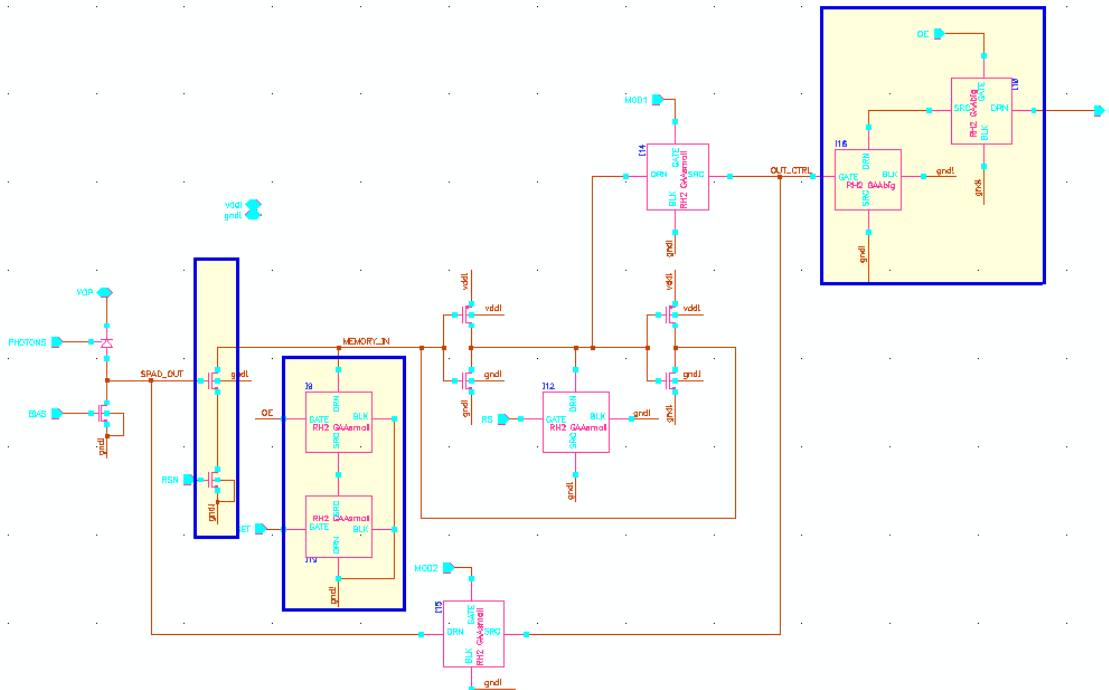 OE
I10
SRC GATE DRN
RH2 GAAbig
BLK
gndl
MOD1
I14
DRN GATE SRC
RH2 GAAsmall
BLK
gndl
OUT_CTRL
I16
DRN
GATE BLK
RH2 GAAbig
SRC
gndl
gndl
vddl
gndl
VOP
PHOTONS
SPAD_OUT
BIAS
gndl
gndl
RSN
gndl
MEMORY_IN
I9
DRN
OE
GATE BLK
RH2 GAAsmall
SRC
SRC
RH2 GAAsmall
GATE BLK
DRN
gndl
vddl
vddl
gndl
gndl
I12
DRN
RS
GATE BLK
RH2 GAAsmall
SRC
gndl
gndl
vddl
vddl
gndl
gndl
MOD2
I15
DRN GATE SRC
RH2 GAAsmall
BLK
gndl